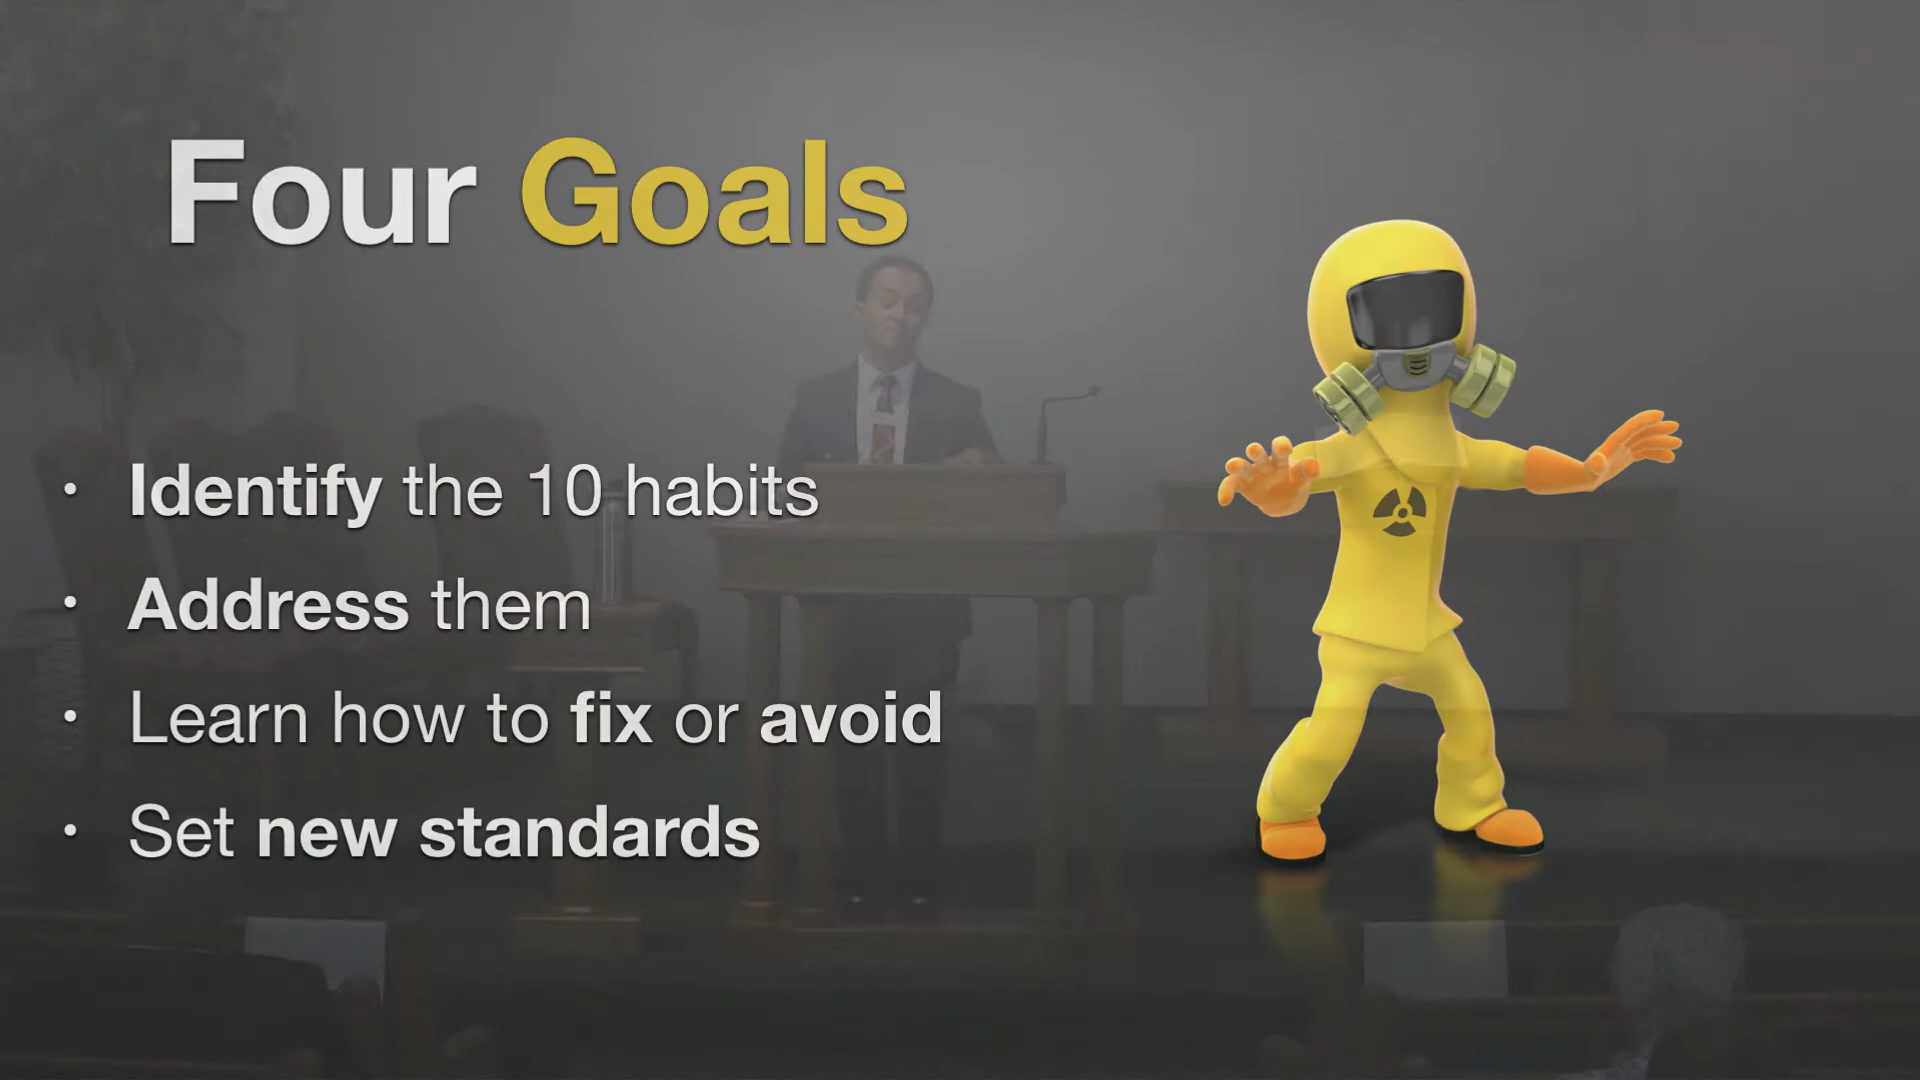 Four Goals
• Identify the 10 habits
• Address them
• Learn how to fix or avoid
• Set new standards